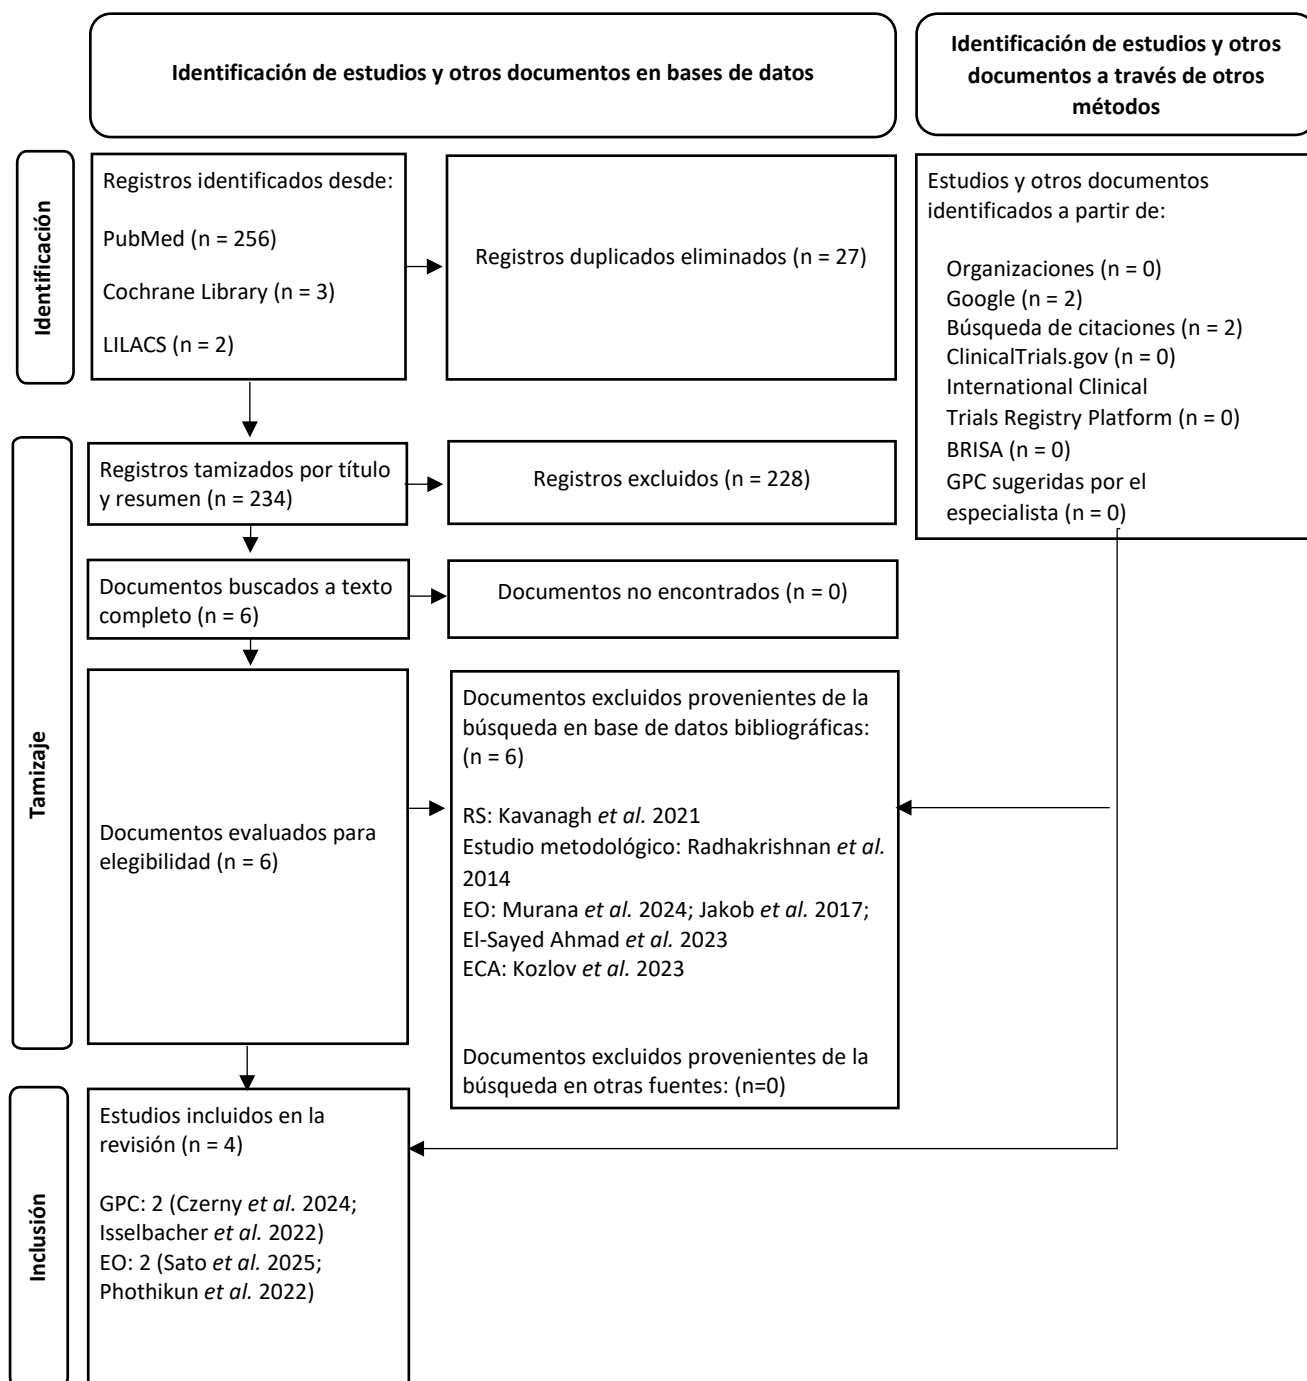 Identificación de estudios y otros documentos en bases de datos
Identificación de estudios y otros
documentos a través de otros
métodos
Identificación
Registros identificados desde:
PubMed (n = 256)
Cochrane Library (n = 3)
LILACS (n = 2)
Registros duplicados eliminados (n = 27)
Estudios y otros documentos
identificados a partir de:
Organizaciones (n = 0)
Google (n = 2)
Búsqueda de citaciones (n = 2)
ClinicalTrials.gov (n = 0)
International Clinical
Trials Registry Platform (n = 0)
BRISA (n = 0)
GPC sugeridas por el
especialista (n = 0)
Tamizaje
Registros tamizados por título
y resumen (n = 234)
Registros excluidos (n = 228)
Documentos buscados a texto
completo (n = 6)
Documentos no encontrados (n = 0)
Documentos evaluados para
elegibilidad (n = 6)
Documentos excluidos provenientes de la
búsqueda en base de datos bibliográficas:
(n = 6)
RS: Kavanagh et al. 2021
Estudio metodológico: Radhakrishnan et al.
2014
EO: Murana et al. 2024; Jakob et al. 2017;
El-Sayed Ahmad et al. 2023
ECA: Kozlov et al. 2023
Documentos excluidos provenientes de la
búsqueda en otras fuentes: (n=0)
Inclusión
Estudios incluidos en la
revisión (n = 4)
GPC: 2 (Czerny et al. 2024;
Isselbacher et al. 2022)
EO: 2 (Sato et al. 2025;
Phothikun et al. 2022)